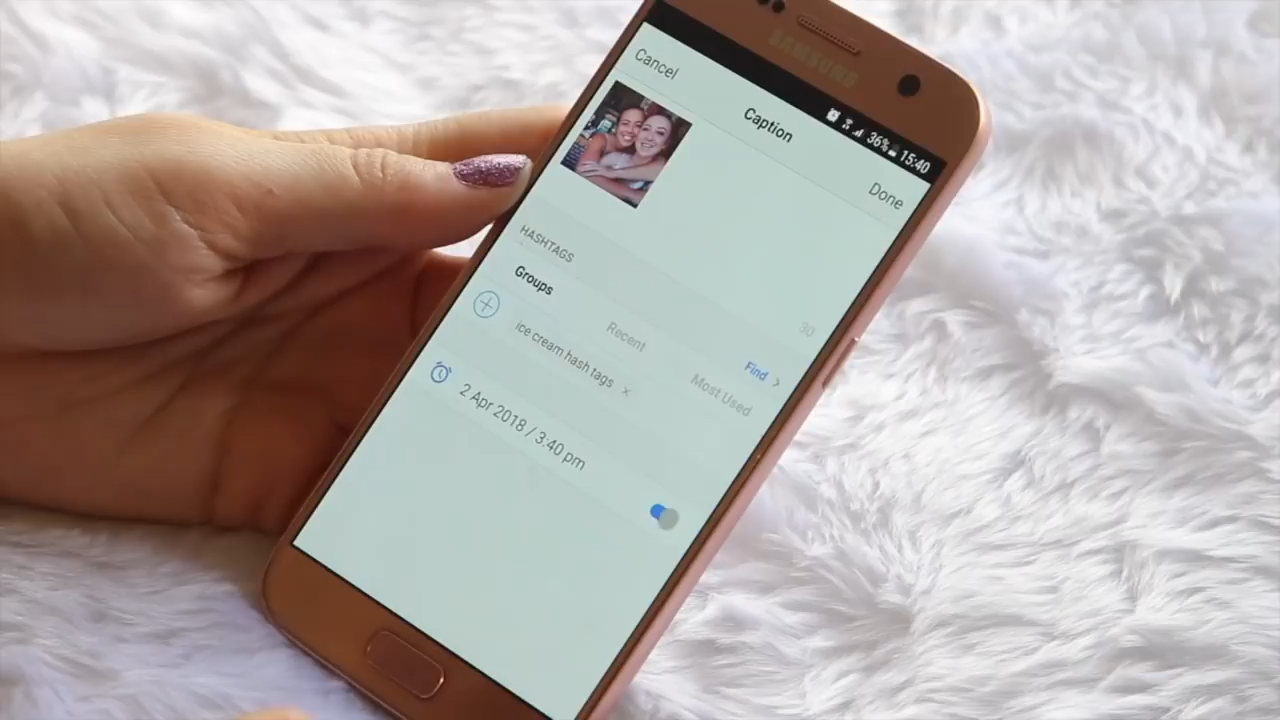 SAMSUNG
36% 15:40
Cancel
Caption
Done
30
HASHTAGS
Find >
Groups
Recent
Most Used
ice cream hash tags ×
2 Apr 2018 / 3:40 pm